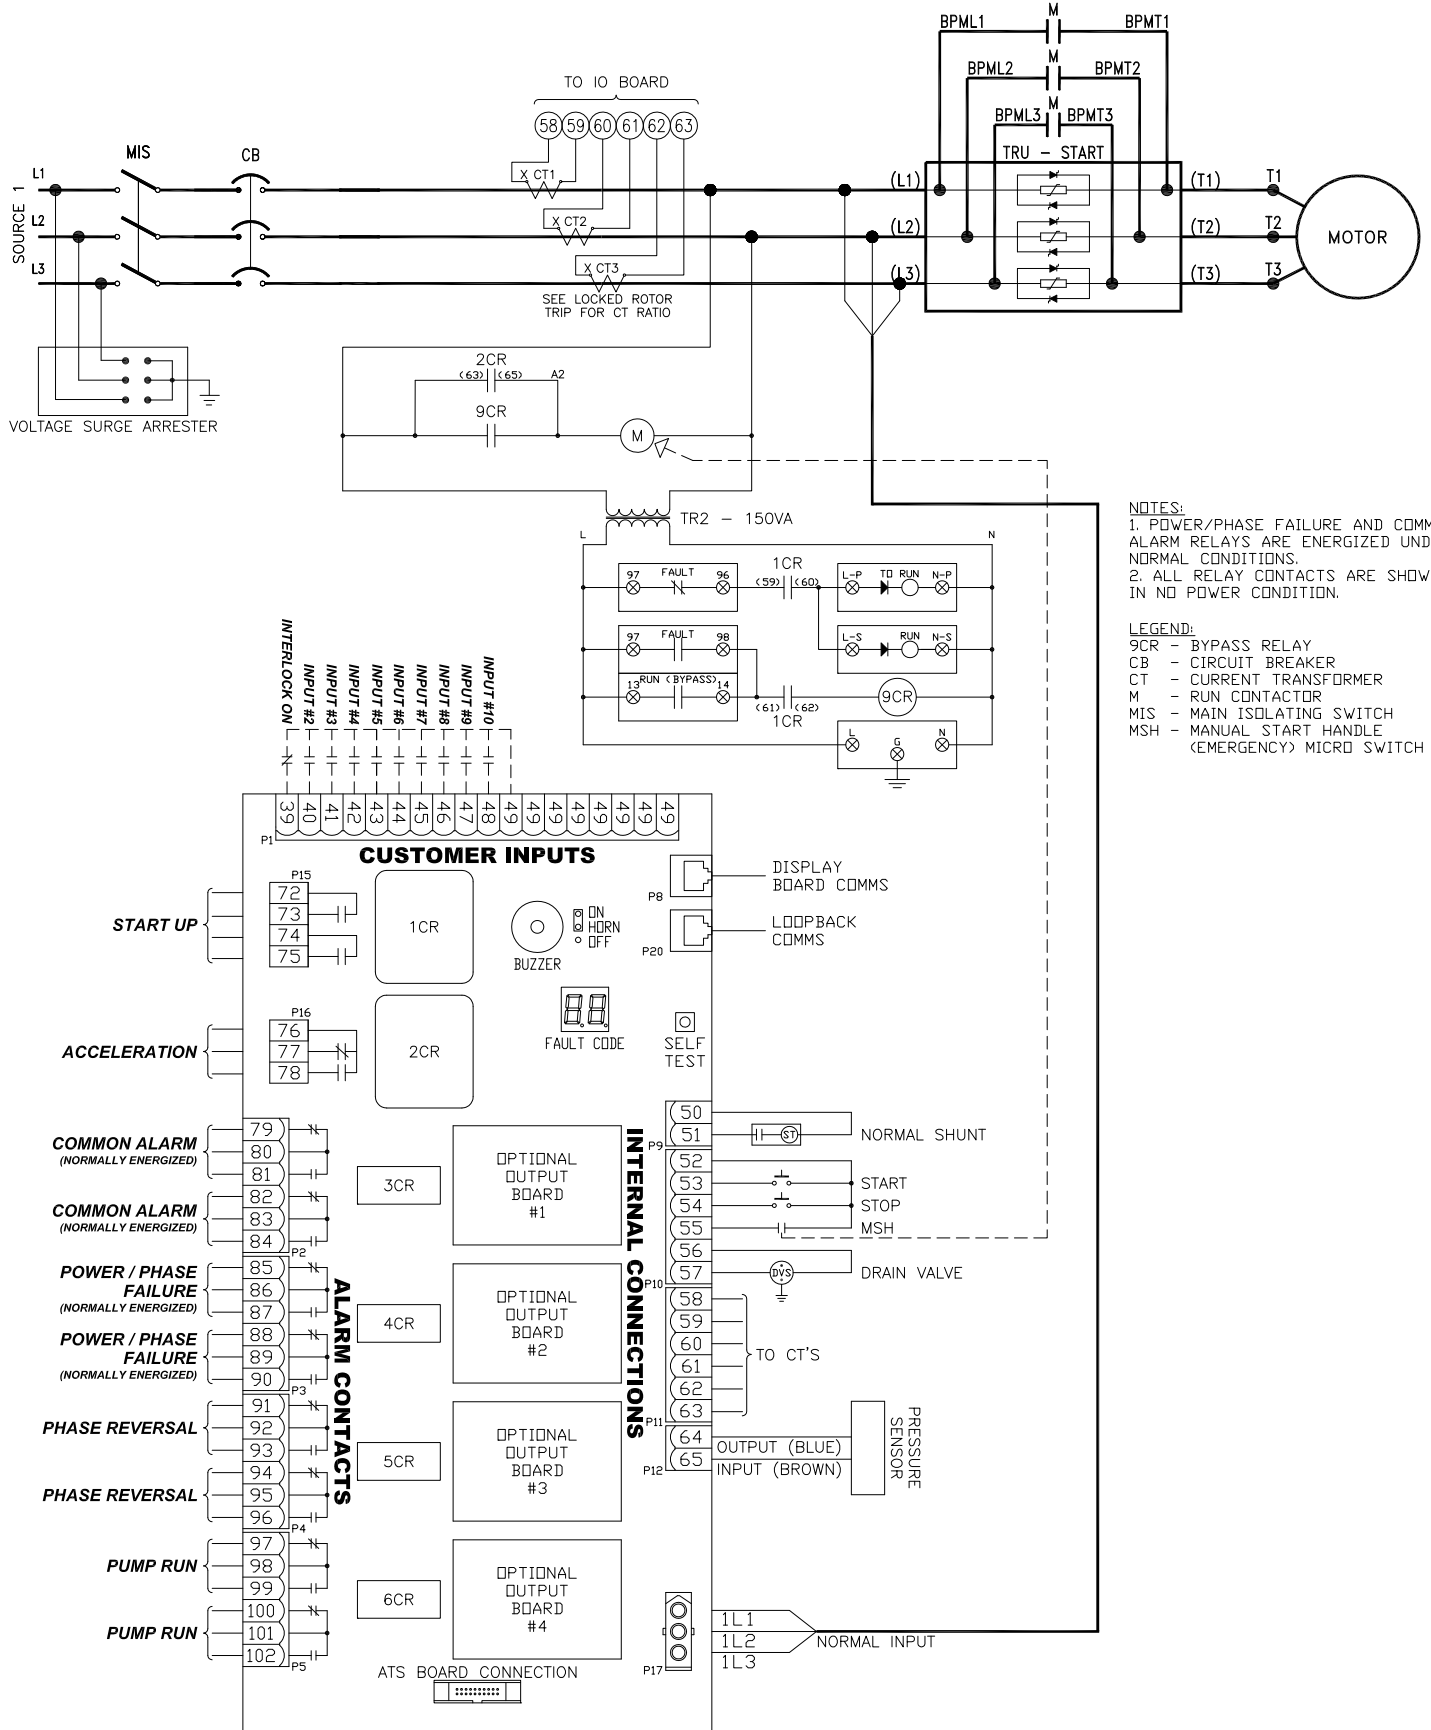 M
BPML1 BPMT1
M
BPML2 BPMT2
M
BPML3 BPMT3
TRU - START
TO IO BOARD
58 59 60 61 62 63
MIS CB
SOURCE 1
L1 X CT1 (L1) (T1) T1
L2 X CT2 (L2) (T2) T2
MOTOR
L3 X CT3 (L3) (T3) T3
SEE LOCKED ROTOR
TRIP FOR CT RATIO
VOLTAGE SURGE ARRESTER
2CR
(63) (65) A2
9CR
M
TR2 - 150VA
L N
97 FAULT 96
1CR
(59) (60)
L-P TO RUN N-P
97 FAULT 98
L-S RUN N-S
13 RUN (BYPASS) 14
(61) (62)
1CR
9CR
L G N
NOTES:
1. POWER/PHASE FAILURE AND COMM
ALARM RELAYS ARE ENERGIZED UND
NORMAL CONDITIONS.
2. ALL RELAY CONTACTS ARE SHOW
IN NO POWER CONDITION.
LEGEND:
9CR - BYPASS RELAY
CB - CIRCUIT BREAKER
CT - CURRENT TRANSFORMER
M - RUN CONTACTOR
MIS - MAIN ISOLATING SWITCH
MSH - MANUAL START HANDLE
(EMERGENCY) MICRO SWITCH
INTERLOCK ON
INPUT #2
INPUT #3
INPUT #4
INPUT #5
INPUT #6
INPUT #7
INPUT #8
INPUT #9
INPUT #10
39 40 41 42 43 44 45 46 47 48 49 49 49 49 49 49 49 49
P1
CUSTOMER INPUTS
P15
START UP
72
73
74
75
1CR
BUZZER
ON
HORN
OFF
P8
DISPLAY
BOARD COMMS
P20
LOOPBACK
COMMS
P16
ACCELERATION
76
77
78
2CR
FAULT CODE
SELF
TEST
COMMON ALARM
(NORMALLY ENERGIZED)
79
80
81
COMMON ALARM
(NORMALLY ENERGIZED)
82
83
84
P2
POWER / PHASE
FAILURE
(NORMALLY ENERGIZED)
85
86
87
POWER / PHASE
FAILURE
(NORMALLY ENERGIZED)
88
89
90
P3
PHASE REVERSAL
91
92
93
PHASE REVERSAL
94
95
96
P4
PUMP RUN
97
98
99
PUMP RUN
100
101
102
P5
ALARM CONTACTS
3CR
4CR
5CR
6CR
OPTIONAL
OUTPUT
BOARD
#1
OPTIONAL
OUTPUT
BOARD
#2
OPTIONAL
OUTPUT
BOARD
#3
OPTIONAL
OUTPUT
BOARD
#4
ATS BOARD CONNECTION
INTERNAL CONNECTIONS
50
51 ST NORMAL SHUNT
P9
52
53 START
54 STOP
55 MSH
56
57 DVS DRAIN VALVE
P10
58
59
60
61
62
63
TO CT'S
P11
64 OUTPUT (BLUE)
65 INPUT (BROWN)
P12
PRESSURE
SENSOR
P17
1L1
1L2
1L3
NORMAL INPUT